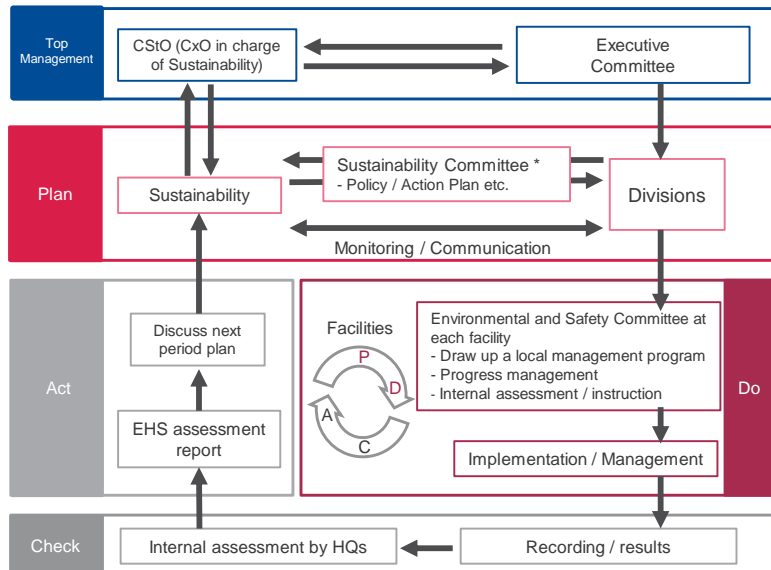 Top
Management
CStO (CxO in charge
of Sustainability)
Executive
Committee
Plan
Sustainability
Sustainability Committee *
- Policy / Action Plan etc.
Divisions
Monitoring / Communication
Act
Discuss next
period plan
EHS assessment
report
Facilities
P
D
A
C
Environmental and Safety Committee at
each facility
- Draw up a local management program
- Progress management
- Internal assessment / instruction
Implementation / Management
Do
Check
Internal assessment by HQs
Recording / results